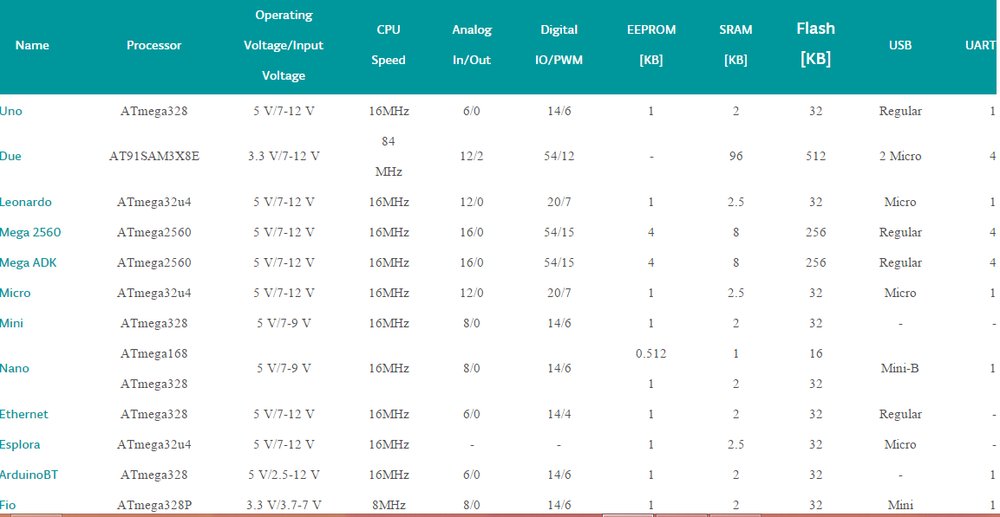 Name Processor Operating Voltage/Input Voltage CPU Speed Analog In/Out Digital IO/PWM EEPROM [KB] SRAM [KB] Flash [KB] USB UART
Uno ATmega328 5 V/7-12 V 16MHz 6/0 14/6 1 2 32 Regular 1
Due AT91SAM3X8E 3.3 V/7-12 V 84 MHz 12/2 54/12 - 96 512 2 Micro 4
Leonardo ATmega32u4 5 V/7-12 V 16MHz 12/0 20/7 1 2.5 32 Micro 1
Mega 2560 ATmega2560 5 V/7-12 V 16MHz 16/0 54/15 4 8 256 Regular 4
Mega ADK ATmega2560 5 V/7-12 V 16MHz 16/0 54/15 4 8 256 Regular 4
Micro ATmega32u4 5 V/7-12 V 16MHz 12/0 20/7 1 2.5 32 Micro 1
Mini ATmega328 5 V/7-9 V 16MHz 8/0 14/6 1 2 32 - -
Nano ATmega168 ATmega328 5 V/7-9 V 16MHz 8/0 14/6 0.512 1 1 2 16 32 Mini-B 1
Ethernet ATmega328 5 V/7-12 V 16MHz 6/0 14/4 1 2 32 Regular -
Esplora ATmega32u4 5 V/7-12 V 16MHz - - 1 2.5 32 Micro -
ArduinoBT ATmega328 5 V/2.5-12 V 16MHz 6/0 14/6 1 2 32 - 1
Fio ATmega328P 3.3 V/3.7-7 V 8MHz 8/0 14/6 1 2 32 Mini 1